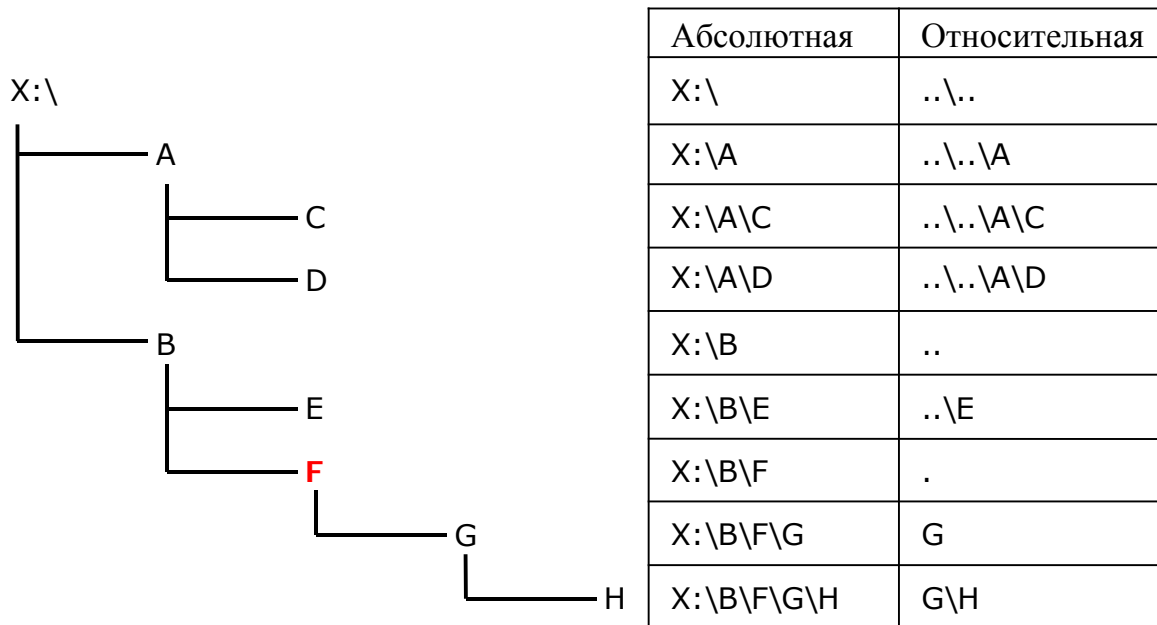 X:\
A
C
D
B
E
F
G
H
Абсолютная Относительная
X:\ ..\..
X:\A ..\..\A
X:\A\C ..\..\A\C
X:\A\D ..\..\A\D
X:\B ..
X:\B\E ..\E
X:\B\F .
X:\B\F\G G
X:\B\F\G\H G\H